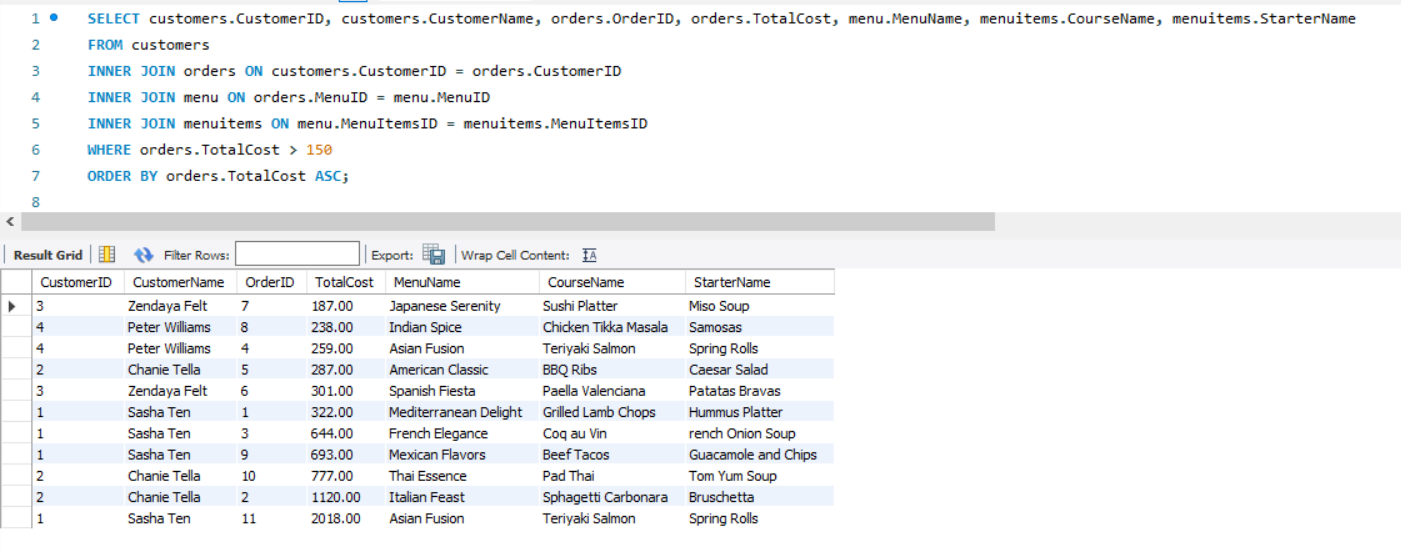 1 SELECT customers.CustomerID, customers.CustomerName, orders.OrderID, orders.TotalCost, menu.MenuName, menuitems.CourseName, menuitems.StarterName
2 FROM customers
3 INNER JOIN orders ON customers.CustomerID = orders.CustomerID
4 INNER JOIN menu ON orders.MenuID = menu.MenuID
5 INNER JOIN menuitems ON menu.MenuItemsID = menuitems.MenuItemsID
6 WHERE orders.TotalCost > 150
7 ORDER BY orders.TotalCost ASC;
8
Result Grid Filter Rows: Export: Wrap Cell Content:
CustomerID CustomerName OrderID TotalCost MenuName CourseName StarterName
3 Zendaya Felt 7 187.00 Japanese Serenity Sushi Platter Miso Soup
4 Peter Williams 8 238.00 Indian Spice Chicken Tikka Masala Samosas
4 Peter Williams 4 259.00 Asian Fusion Teriyaki Salmon Spring Rolls
2 Chanie Tella 5 287.00 American Classic BBQ Ribs Caesar Salad
3 Zendaya Felt 6 301.00 Spanish Fiesta Paella Valenciana Patatas Bravas
1 Sasha Ten 1 322.00 Mediterranean Delight Grilled Lamb Chops Hummus Platter
1 Sasha Ten 3 644.00 French Elegance Coq au Vin rench Onion Soup
1 Sasha Ten 9 693.00 Mexican Flavors Beef Tacos Guacamole and Chips
2 Chanie Tella 10 777.00 Thai Essence Pad Thai Tom Yum Soup
2 Chanie Tella 2 1120.00 Italian Feast Sphagetti Carbonara Bruschetta
1 Sasha Ten 11 2018.00 Asian Fusion Teriyaki Salmon Spring Rolls